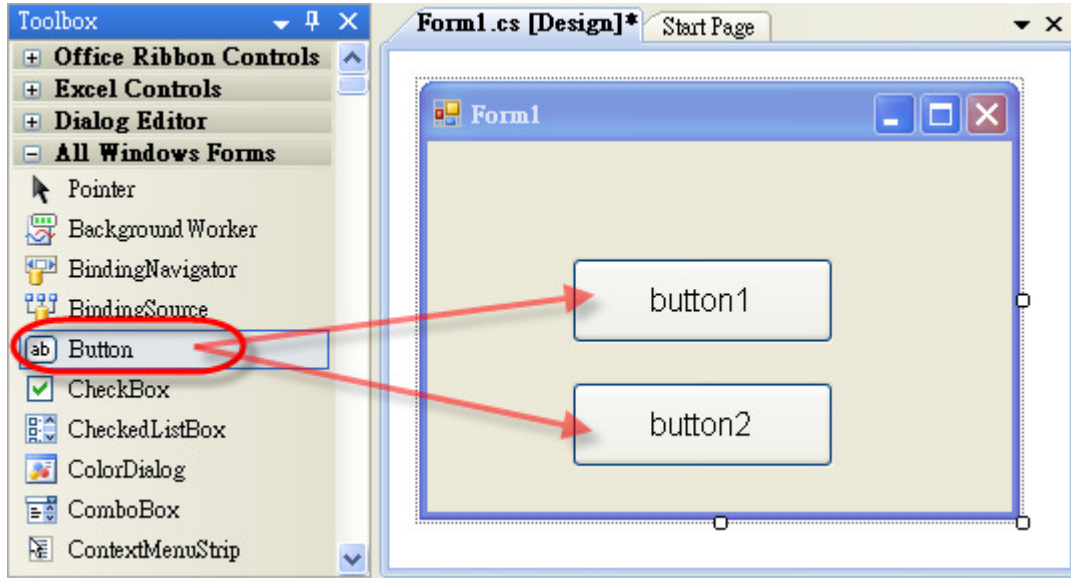 Toolbox
Office Ribbon Controls
Excel Controls
Dialog Editor
All Windows Forms
Pointer
BackgroundWorker
BindingNavigator
BindingSource
ab Button
CheckBox
CheckedListBox
ColorDialog
ComboBox
ContextMenuStrip
Form1.cs [Design]* Start Page
Form1
button1
button2